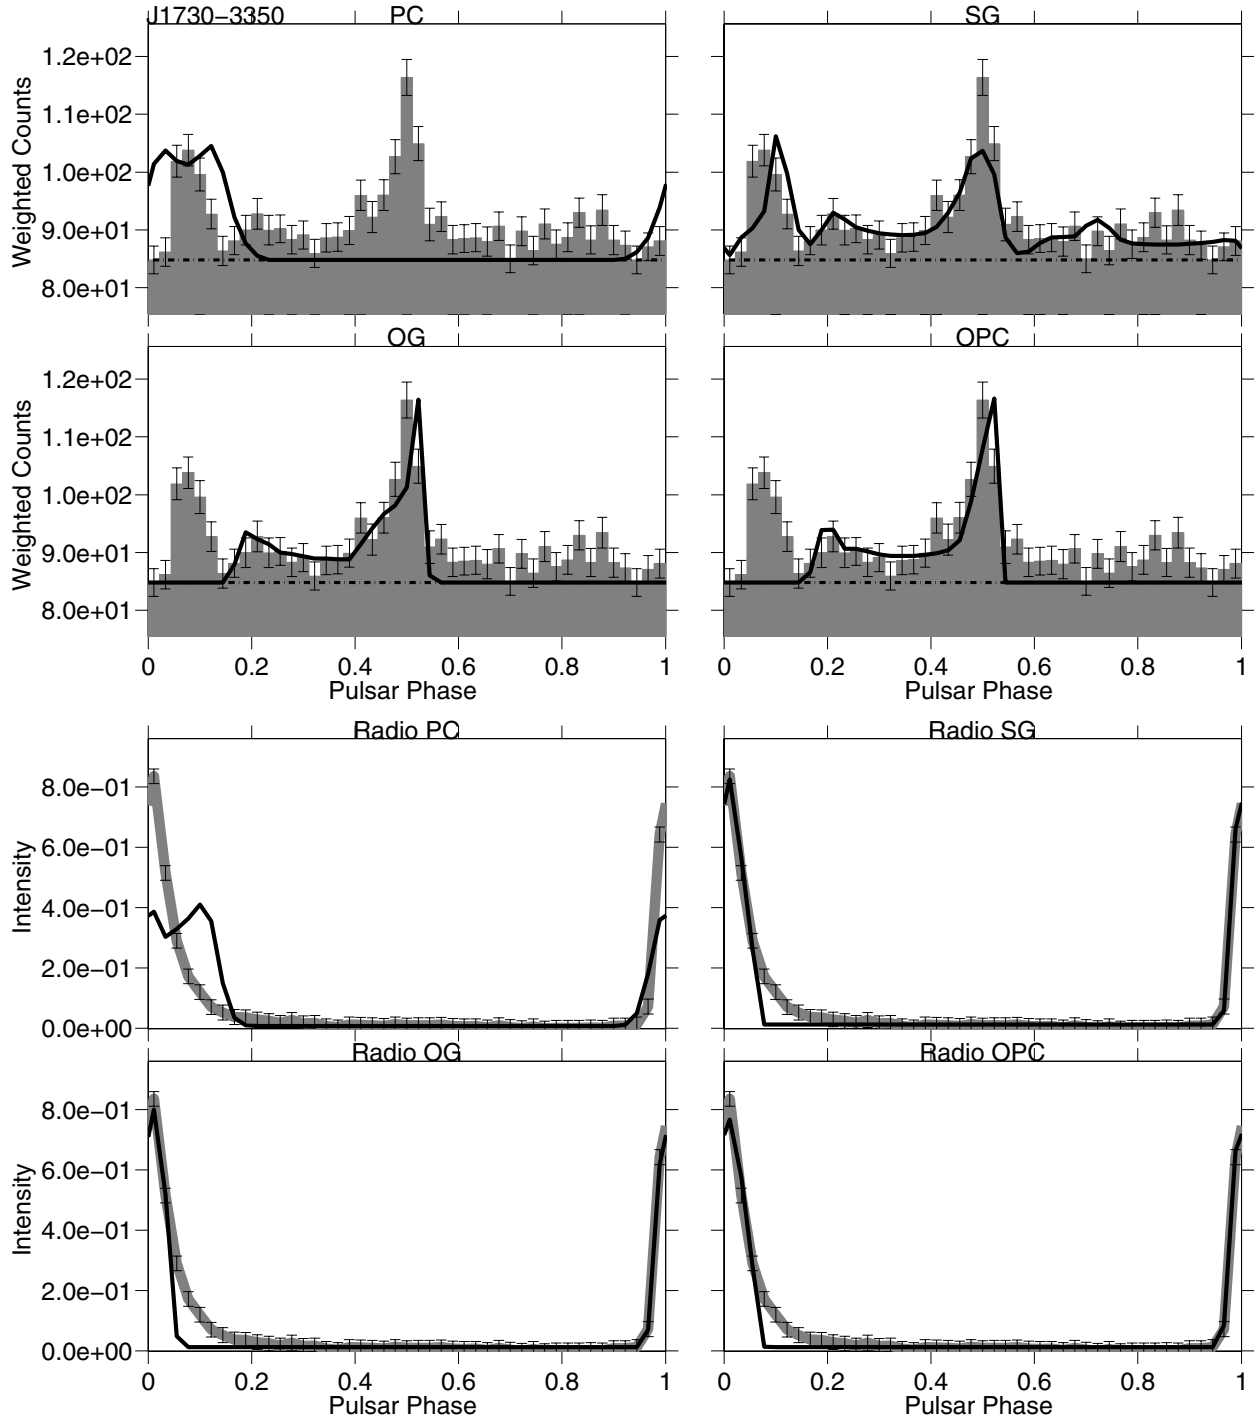 J1730−3350 PC SG
1.2e+02
1.1e+02
1.0e+02
9.0e+01
8.0e+01
Weighted Counts
OG OPC
1.2e+02
1.1e+02
1.0e+02
9.0e+01
8.0e+01
Weighted Counts
0 0.2 0.4 0.6 0.8 1 0 0.2 0.4 0.6 0.8 1
Pulsar Phase Pulsar Phase
Radio PC Radio SG
8.0e−01
6.0e−01
4.0e−01
2.0e−01
0.0e+00
Intensity
Radio OG Radio OPC
8.0e−01
6.0e−01
4.0e−01
2.0e−01
0.0e+00
Intensity
0 0.2 0.4 0.6 0.8 1 0 0.2 0.4 0.6 0.8 1
Pulsar Phase Pulsar Phase